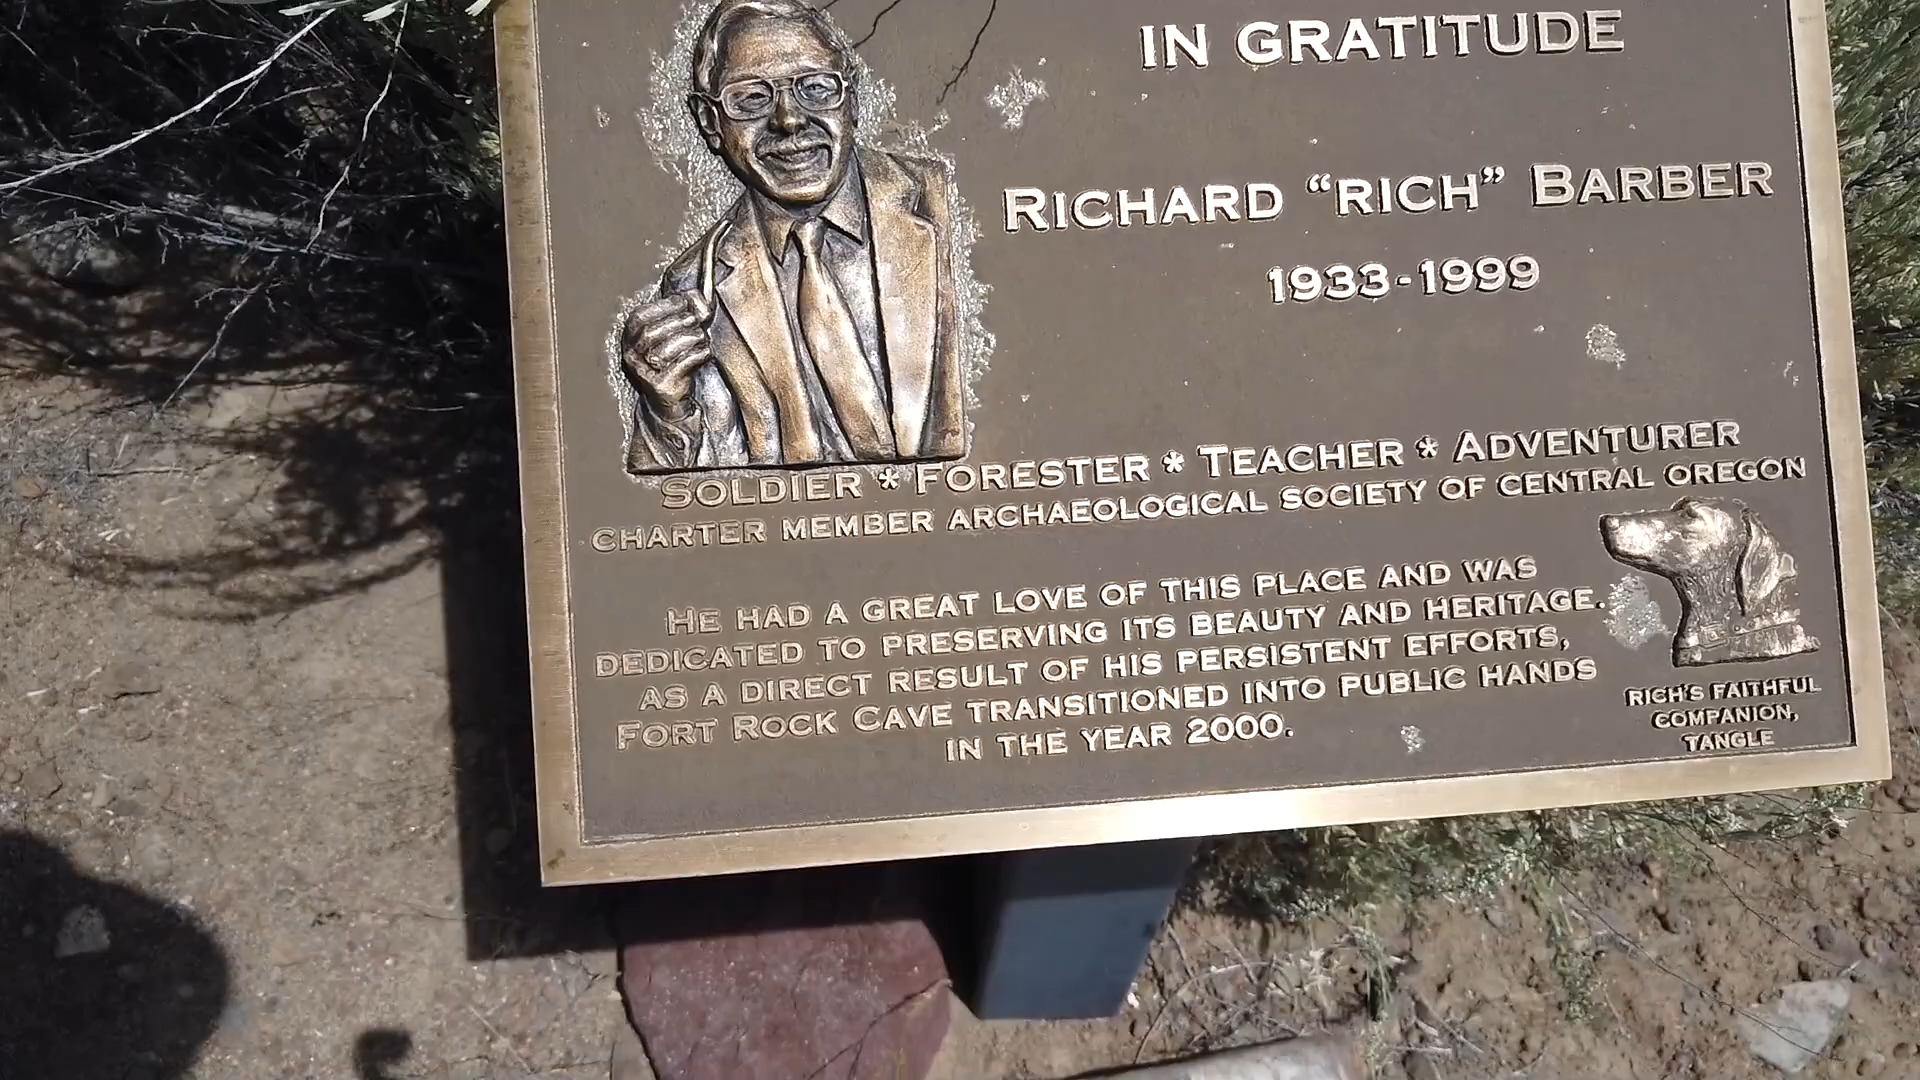 IN GRATITUDE
RICHARD “RICH” BARBER
1933-1999
SOLDIER * FORESTER * TEACHER * ADVENTURER
CHARTER MEMBER ARCHAEOLOGICAL SOCIETY OF CENTRAL OREGON
HE HAD A GREAT LOVE OF THIS PLACE AND WAS
DEDICATED TO PRESERVING ITS BEAUTY AND HERITAGE.
AS A DIRECT RESULT OF HIS PERSISTENT EFFORTS,
FORT ROCK CAVE TRANSITIONED INTO PUBLIC HANDS
IN THE YEAR 2000.
RICH'S FAITHFUL
COMPANION,
TANGLE